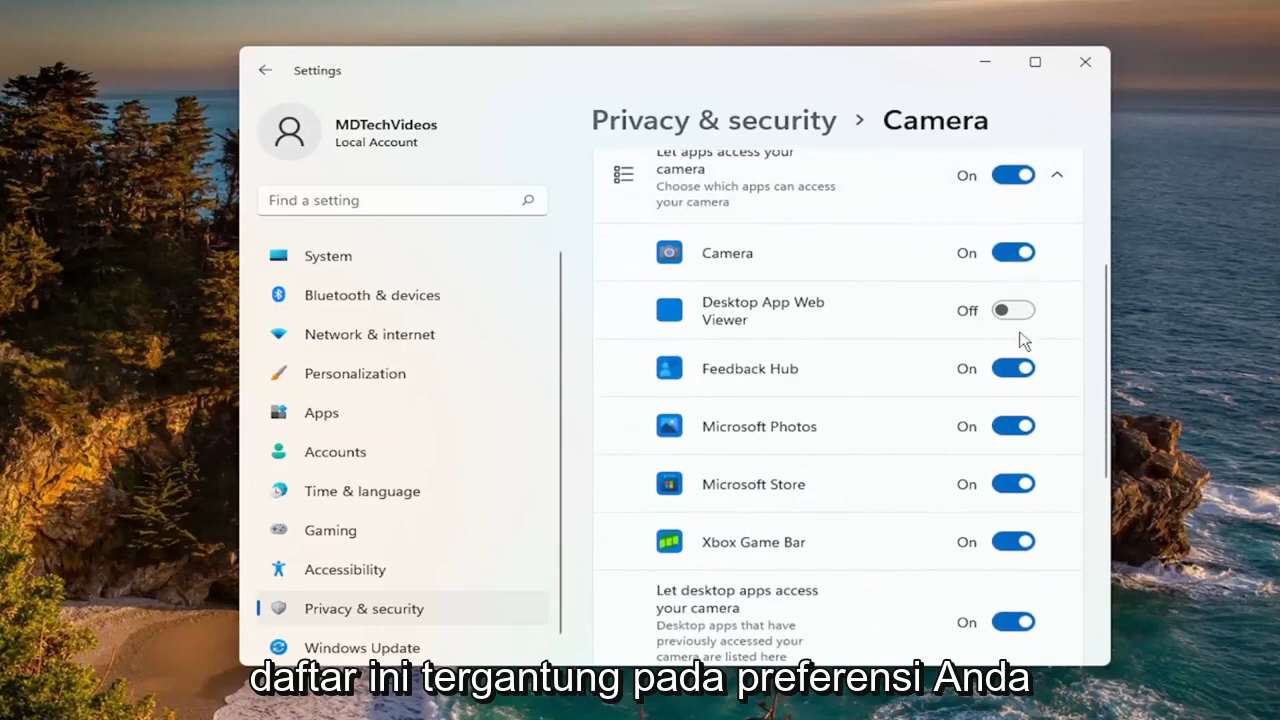 Settings
MDTechVideos
Local Account
Find a setting
System
Bluetooth & devices
Network & internet
Personalization
Apps
Accounts
Time & language
Gaming
Accessibility
Privacy & security
Windows Update
Privacy & security > Camera
Let apps access your
camera
Choose which apps can access
your camera
On
Camera
On
Desktop App Web
Viewer
Off
Feedback Hub
On
Microsoft Photos
On
Microsoft Store
On
Xbox Game Bar
On
Let desktop apps access
your camera
Desktop apps that have
previously accessed your
camera are listed here
On
daftar ini tergantung pada preferensi Anda